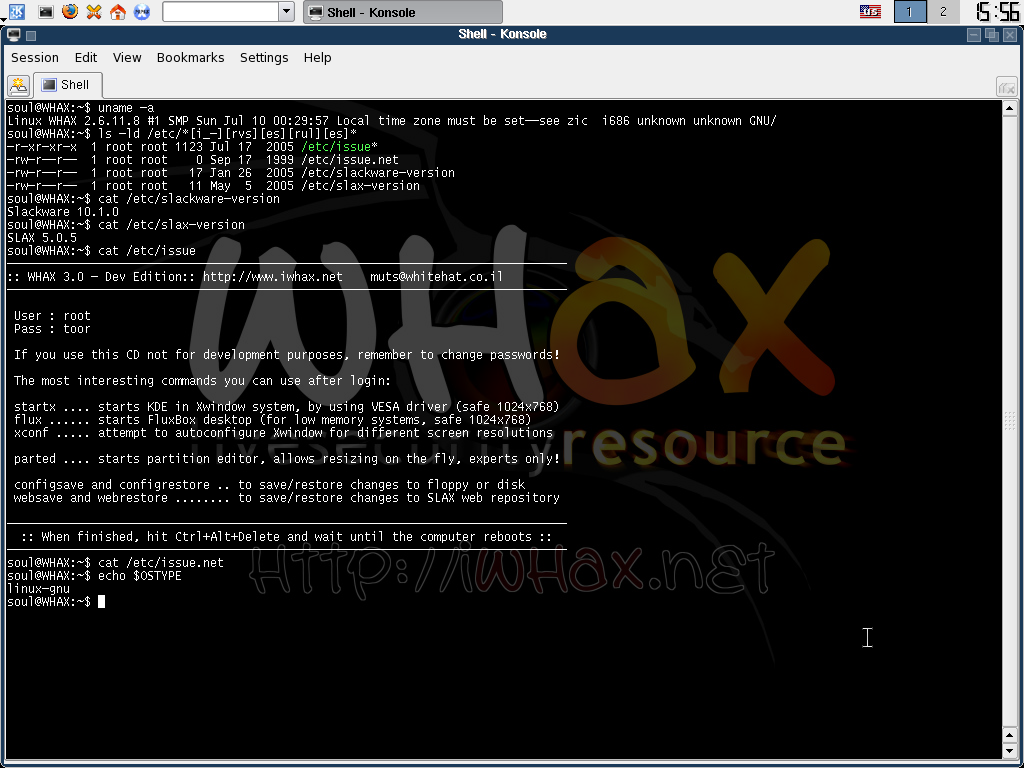 Shell - Konsole
us
1
2
15:56
Shell - Konsole
Session Edit View Bookmarks Settings Help
Shell
soul@WHAX:~$ uname -a
Linux WHAX 2.6.11.8 #1 SMP Sun Jul 10 00:29:57 Local time zone must be set--see zic  i686 unknown unknown GNU/
soul@WHAX:~$ ls -ld /etc/*[i_-][rvs][es][rul][es]*
-r-xr-xr-x  1 root root 1123 Jul 17  2005 /etc/issue*
-rw-r--r--  1 root root    0 Sep 17  1999 /etc/issue.net
-rw-r--r--  1 root root   17 Jan 26  2005 /etc/slackware-version
-rw-r--r--  1 root root   11 May  5  2005 /etc/slax-version
soul@WHAX:~$ cat /etc/slackware-version
Slackware 10.1.0
soul@WHAX:~$ cat /etc/slax-version
SLAX 5.0.5
soul@WHAX:~$ cat /etc/issue
:: WHAX 3.0 - Dev Edition:: http://www.iwhax.net    muts@whitehat.co.il
User : root
Pass : toor
If you use this CD not for development purposes, remember to change passwords!
The most interesting commands you can use after login:
startx .... starts KDE in Xwindow system, by using VESA driver (safe 1024x768)
flux ...... starts FluxBox desktop (for low memory systems, safe 1024x768)
xconf ..... attempt to autoconfigure Xwindow for different screen resolutions
parted .... starts partition editor, allows resizing on the fly, experts only!
configsave and configrestore .. to save/restore changes to floppy or disk
websave and webrestore ........ to save/restore changes to SLAX web repository
:: When finished, hit Ctrl+Alt+Delete and wait until the computer reboots ::
soul@WHAX:~$ cat /etc/issue.net
soul@WHAX:~$ echo $OSTYPE
linux-gnu
soul@WHAX:~$
WHax
securityresource
Http://iWHax.net